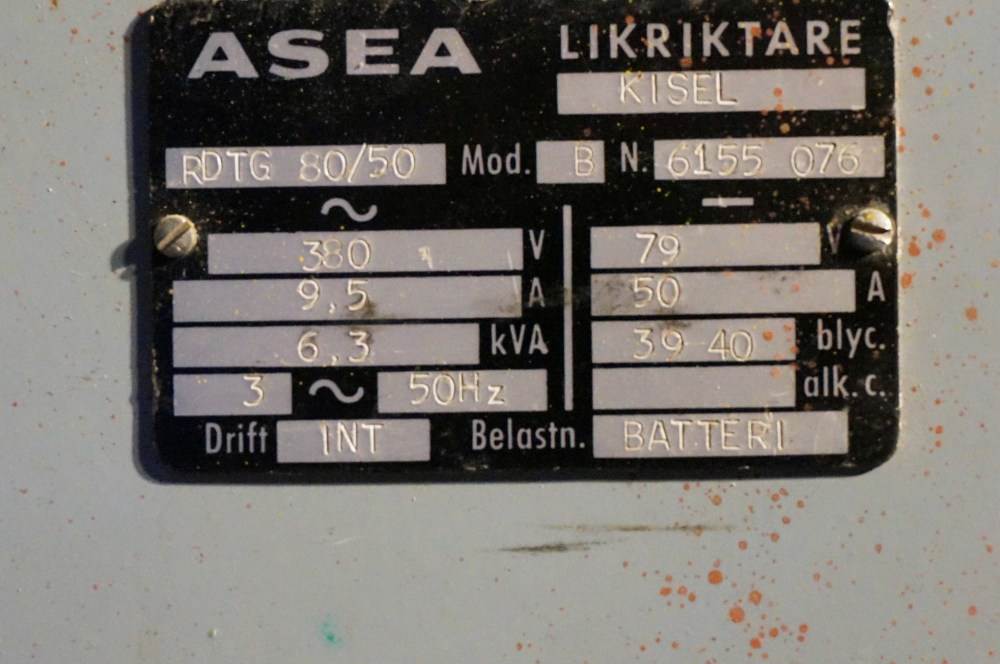 ASEA LIKRIKTARE
KISEL
RDTG 80/50 Mod. B N. 6155 076
~ —
380 V 79 V
9,5 A 50 A
6,3 kVA 39-40 blyc.
3 ~ 50Hz alk.c.
Drift INT Belastn. BATTERI